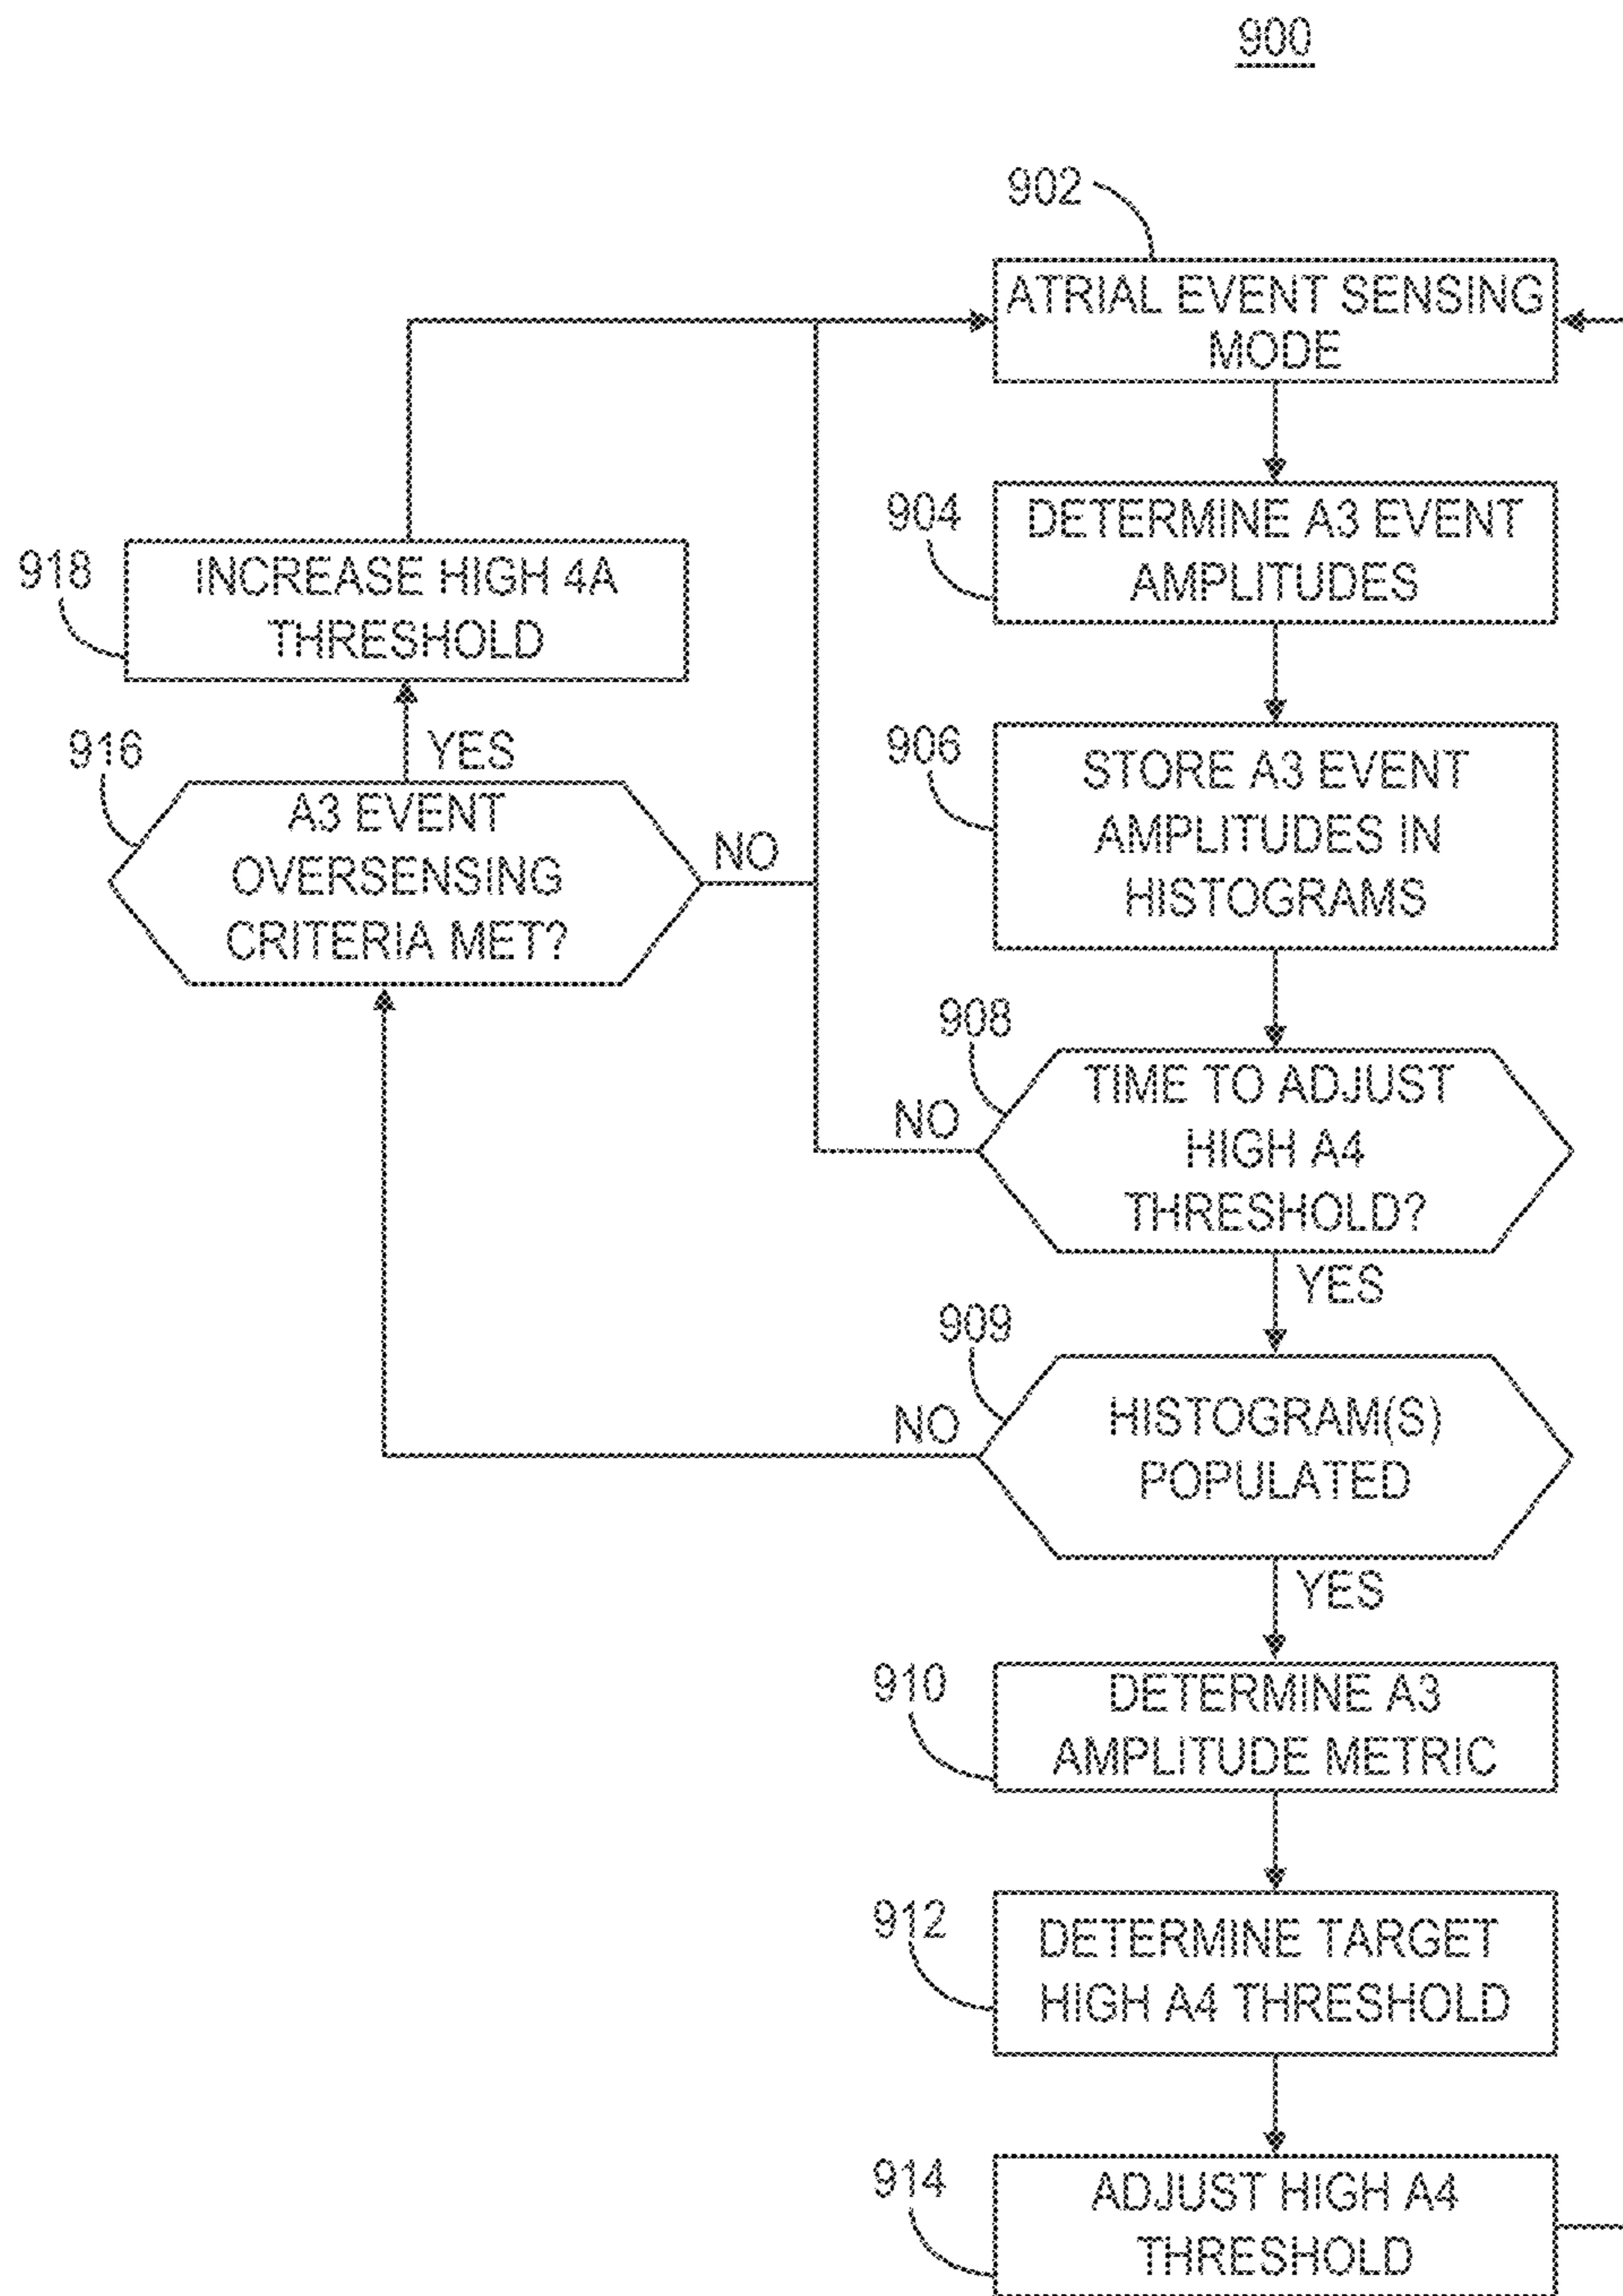 900
902
ATRIAL EVENT SENSING
MODE
904
DETERMINE A3 EVENT
AMPLITUDES
918
INCREASE HIGH 4A
THRESHOLD
906
STORE A3 EVENT
AMPLITUDES IN
HISTOGRAMS
916
YES
A3 EVENT
OVERSENSING
CRITERIA MET?
NO
908
TIME TO ADJUST
HIGH A4
THRESHOLD?
NO
YES
909
HISTOGRAM(S)
POPULATED
NO
YES
910
DETERMINE A3
AMPLITUDE METRIC
912
DETERMINE TARGET
HIGH A4 THRESHOLD
914
ADJUST HIGH A4
THRESHOLD